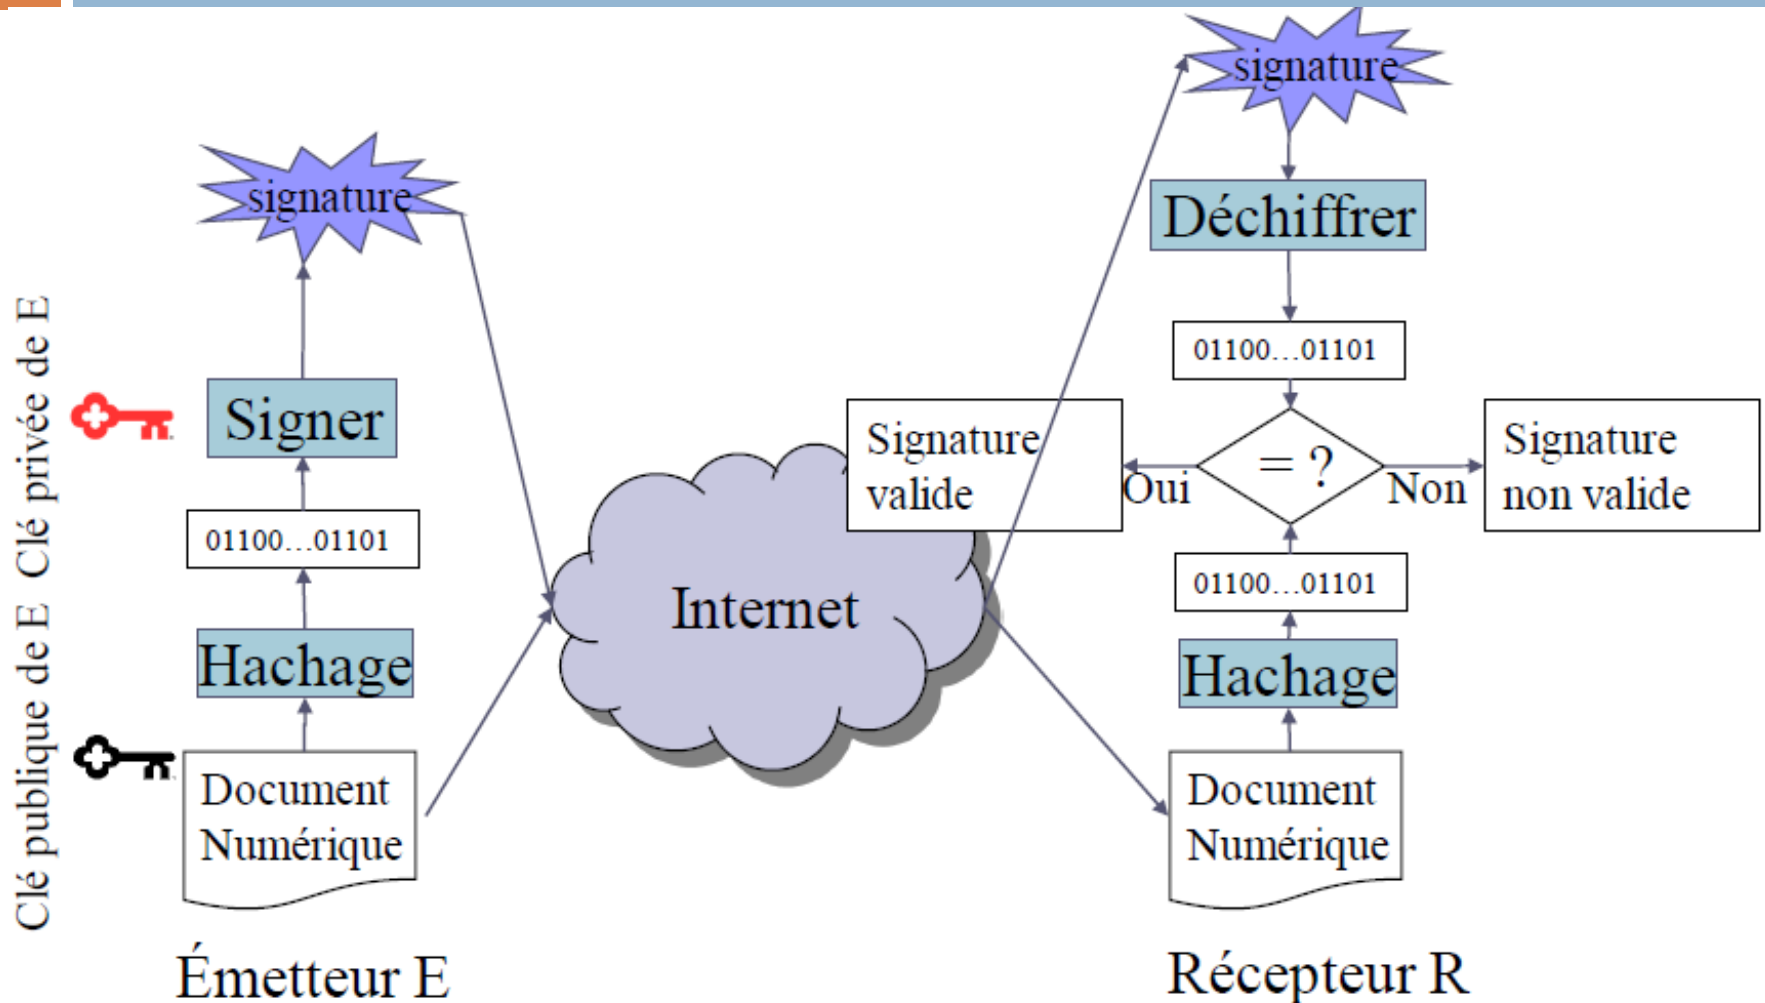 signature
signature
Déchiffrer
01100...01101
Clé privée de E
Signer
Signature
valide
Oui
= ?
Non
Signature
non valide
01100...01101
01100...01101
Internet
Hachage
Hachage
Clé publique de E
Document
Numérique
Document
Numérique
Émetteur E
Récepteur R